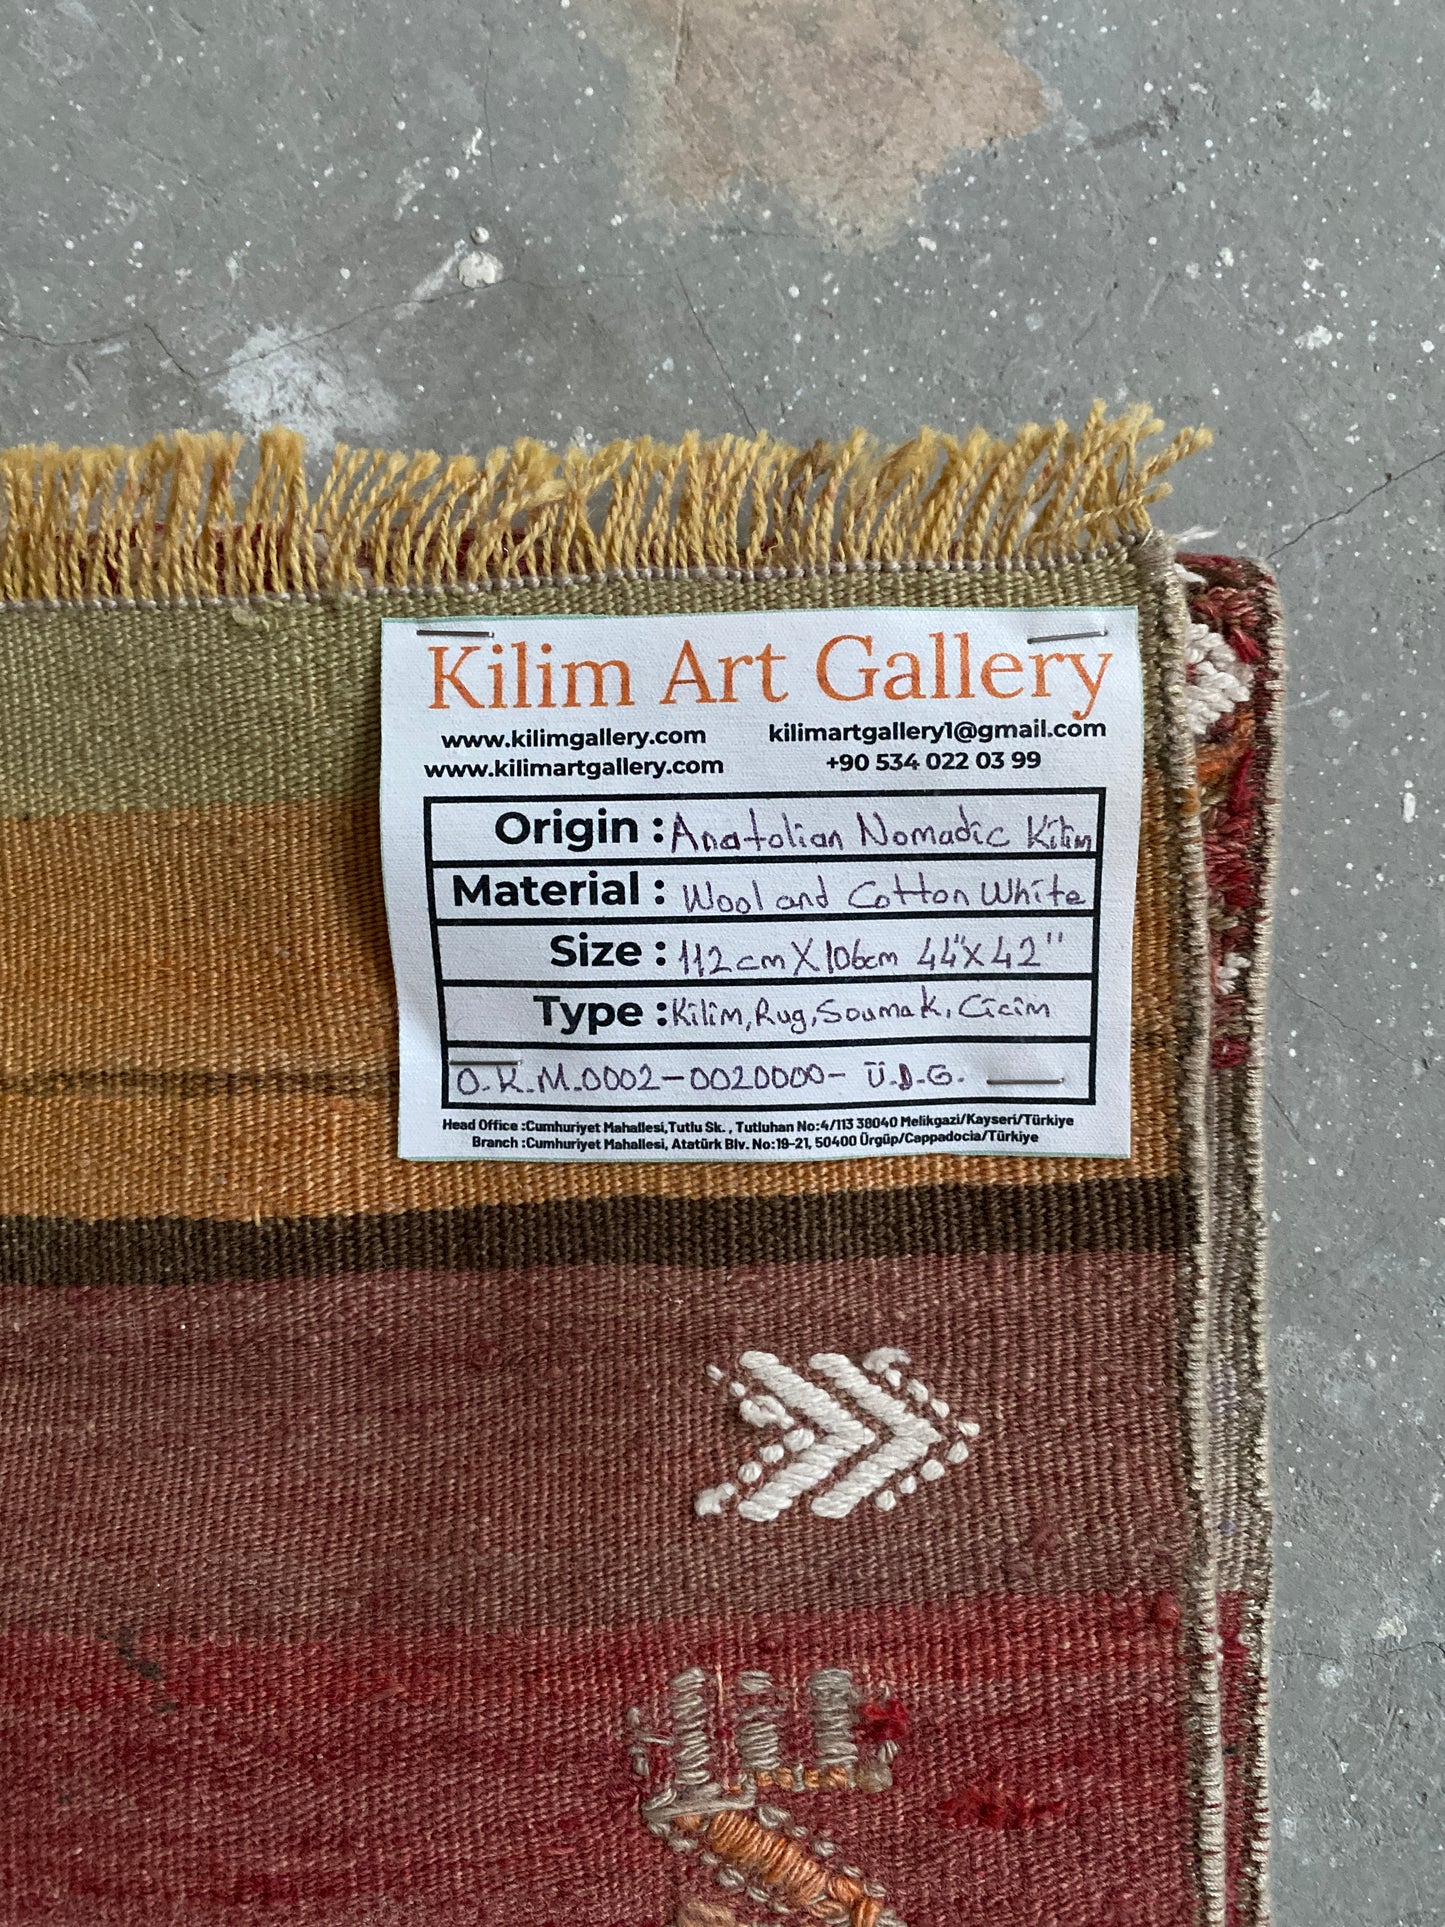 Kilim Art Gallery
www.kilimgallery.com kilimartgallery1@gmail.com
www.kilimartgallery.com +90 534 022 03 99
Origin : Anatolian Nomadic Kilim
Material : Wool and Cotton White
Size : 112 cm X 106cm 44"X42"
Type : Kilim, Rug, Soumak, Cicim
O.K.M.0002-0020000- Ü.D.G.
Head Office :Cumhuriyet Mahallesi,Tutlu Sk. , Tutluhan No:4/113 38040 Melikgazi/Kayseri/Türkiye
Branch :Cumhuriyet Mahallesi, Atatürk Blv. No:19-21, 50400 Ürgüp/Cappadocia/Türkiye